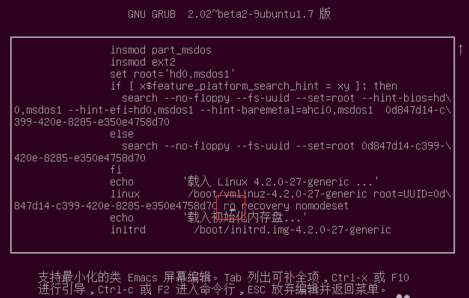 GNU GRUB  2.02~beta2-9ubuntu1.7 版
insmod part_msdos
insmod ext2
set root='hd0,msdos1'
if [ x$feature_platform_search_hint = xy ]; then
search --no-floppy --fs-uuid --set=root --hint-bios=hd\
0,msdos1 --hint-efi=hd0,msdos1 --hint-baremetal=ahci0,msdos1  0d847d14-c\
399-420e-8285-e350e4758d70
else
search --no-floppy --fs-uuid --set=root 0d847d14-c399-\
420e-8285-e350e4758d70
fi
echo '载入 Linux 4.2.0-27-generic ...'
linux /boot/vmlinuz-4.2.0-27-generic root=UUID=0d\
847d14-c399-420e-8285-e350e4758d70 ro recovery nomodeset
echo '载入初始化内存盘...'
initrd /boot/initrd.img-4.2.0-27-generic
支持最小化的类 Emacs 屏幕编辑。Tab 列出可补全项，Ctrl-x 或 F10
进行引导，Ctrl-c 或 F2 进入命令行，ESC 放弃编辑并返回菜单。